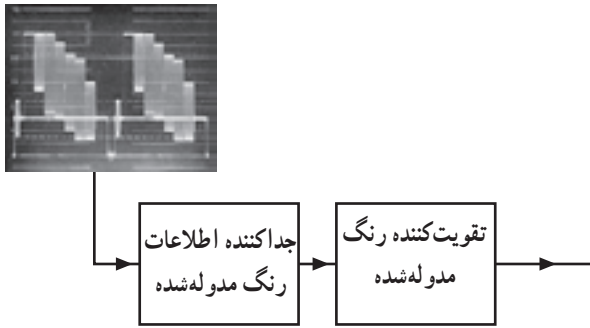 جداکننده اطلاعات
رنگ مدوله‌شده
تقویت‌کننده رنگ
مدوله‌شده